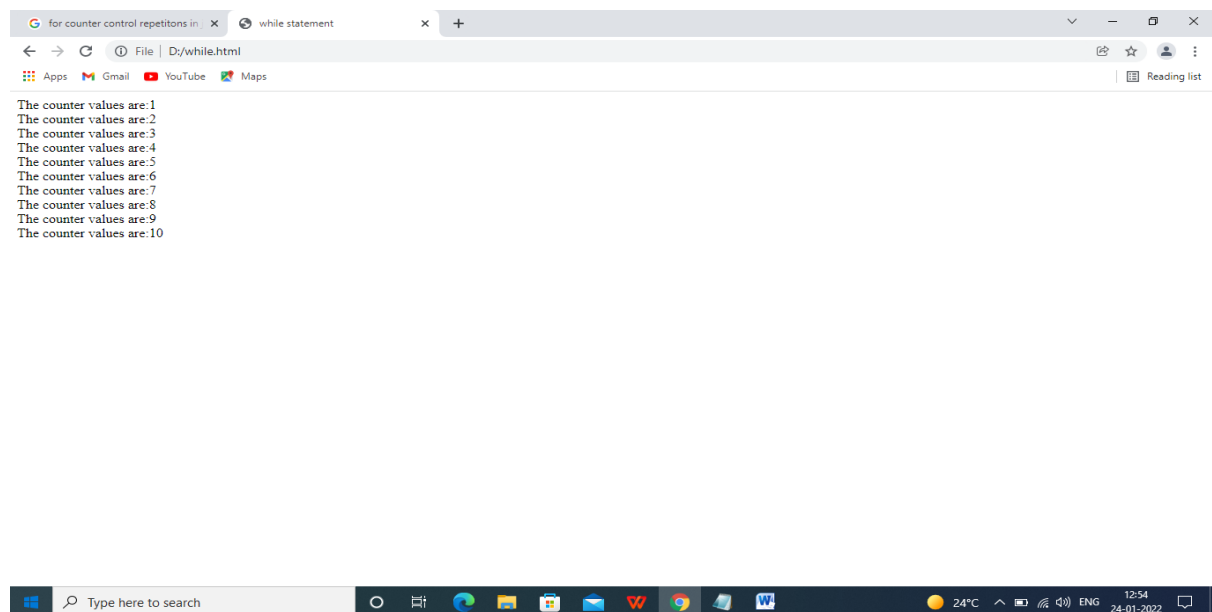 for counter control repetitons in j
while statement
File | D:/while.html
Apps Gmail YouTube Maps Reading list
The counter values are:1
The counter values are:2
The counter values are:3
The counter values are:4
The counter values are:5
The counter values are:6
The counter values are:7
The counter values are:8
The counter values are:9
The counter values are:10
Type here to search
24°C ENG 12:54
24-01-2022